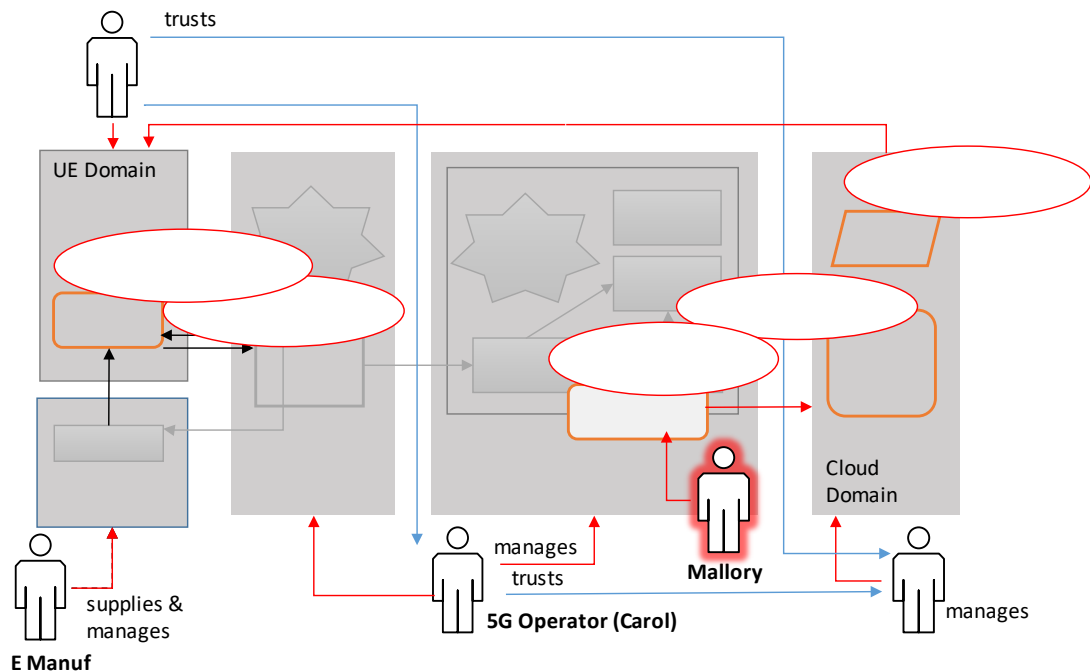 trusts
UE Domain
Cloud
Domain
manages
trusts
Mallory
5G Operator (Carol)
supplies &
manages
manages
E Manuf